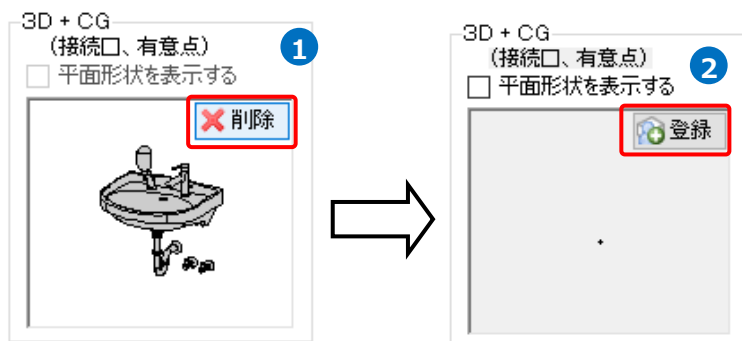 3D + CG
(接続口、有意点)
1
平面形状を表示する
削除
3D + CG
(接続口、有意点)
2
平面形状を表示する
登録